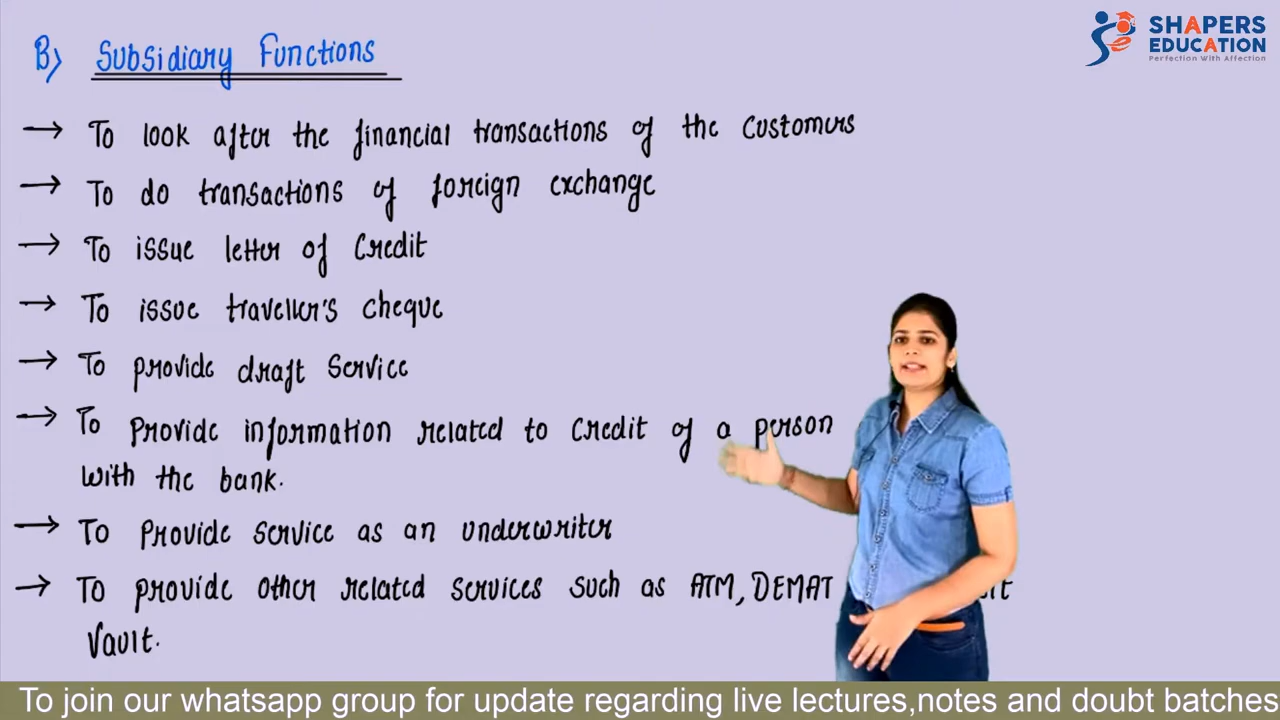 SHAPERS
EDUCATION
Perfection With Affection
B) Subsidiary Functions
→ To look after the financial transactions of the customers
→ To do transactions of foreign exchange
→ To issue letter of Credit
→ To issue traveller's cheque
→ To provide draft Service
→ To Provide information related to Credit of a person
with the bank.
→ To Provide service as an underwriter
→ To provide other related services such as ATM, DEMAT
Vault.
To join our whatsapp group for update regarding live lectures,notes and doubt batches